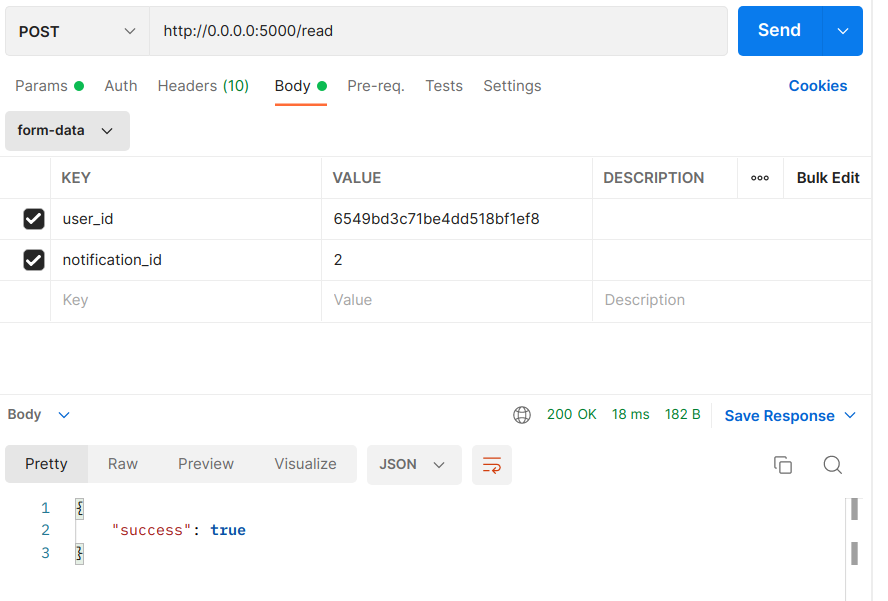 POST http://0.0.0.0:5000/read Send
Params Auth Headers (10) Body Pre-req. Tests Settings Cookies
form-data
KEY VALUE DESCRIPTION ooo Bulk Edit
user_id 6549bd3c71be4dd518bf1ef8
notification_id 2
Key Value Description
Body 200 OK 18 ms 182 B Save Response
Pretty Raw Preview Visualize JSON
1 {
2 "success": true
3 }